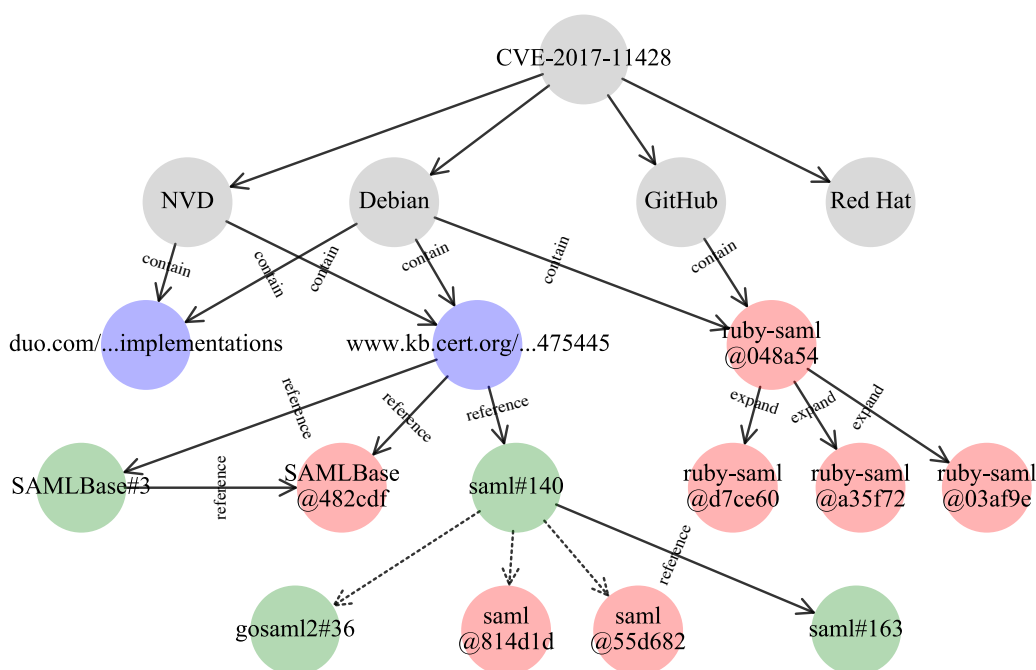 CVE-2017-11428
NVD
Debian
GitHub
Red Hat
contain
contain
contain
contain
contain
contain
duo.com/...implementations
www.kb.cert.org/...475445
ruby-saml
@048a54
reference
reference
reference
expand
expand
expand
SAMLBase#3
reference
SAMLBase
@482cdf
saml#140
ruby-saml
@d7ce60
ruby-saml
@a35f72
ruby-saml
@03af9e
reference
gosaml2#36
saml
@814d1d
saml
@55d682
saml#163